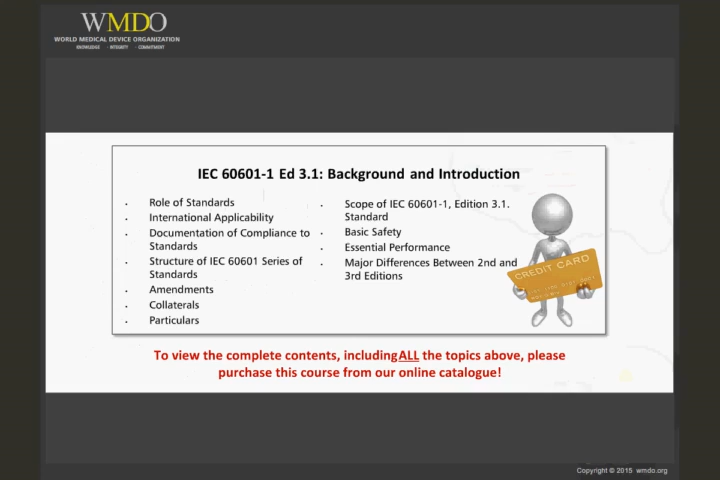 WMDO
WORLD MEDICAL DEVICE ORGANIZATION
KNOWLEDGE - INTEGRITY - COMMITMENT
IEC 60601-1 Ed 3.1: Background and Introduction
Role of Standards
International Applicability
Documentation of Compliance to
Standards
Structure of IEC 60601 Series of
Standards
Amendments
Collaterals
Particulars
Scope of IEC 60601-1, Edition 3.1.
Standard
Basic Safety
Essential Performance
Major Differences Between 2nd and
3rd Editions
CREDIT CARD
To view the complete contents, includingALL the topics above, please
purchase this course from our online catalogue!
Copyright © 2015 wmdo.org